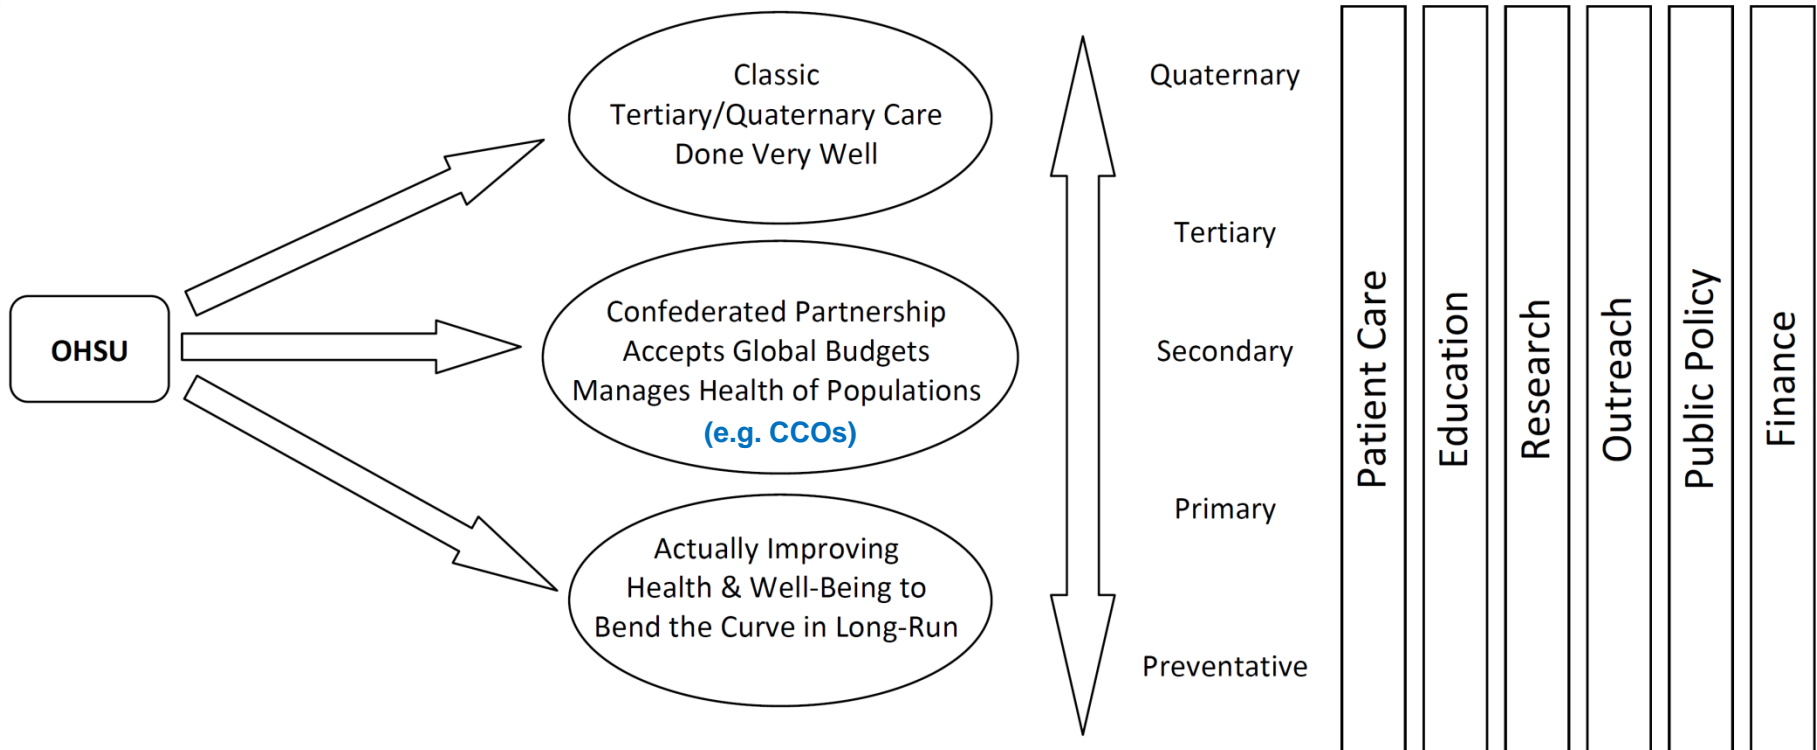 OHSU
Classic
Tertiary/Quaternary Care
Done Very Well
Confederated Partnership
Accepts Global Budgets
Manages Health of Populations
(e.g. CCOs)
Actually Improving
Health & Well-Being to
Bend the Curve in Long-Run
Quaternary
Tertiary
Secondary
Primary
Preventative
Patient Care
Education
Research
Outreach
Public Policy
Finance